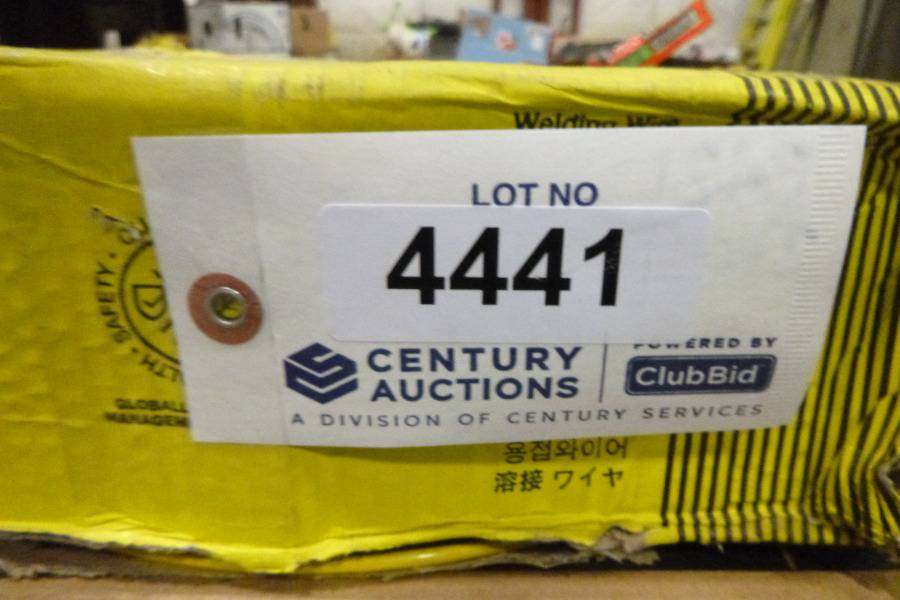 Welding Wire
LOT NO
4441
CENTURY
AUCTIONS
POWERED BY
ClubBid
A DIVISION OF CENTURY SERVICES
SAFETY
용접와이어
溶接 ワイヤ